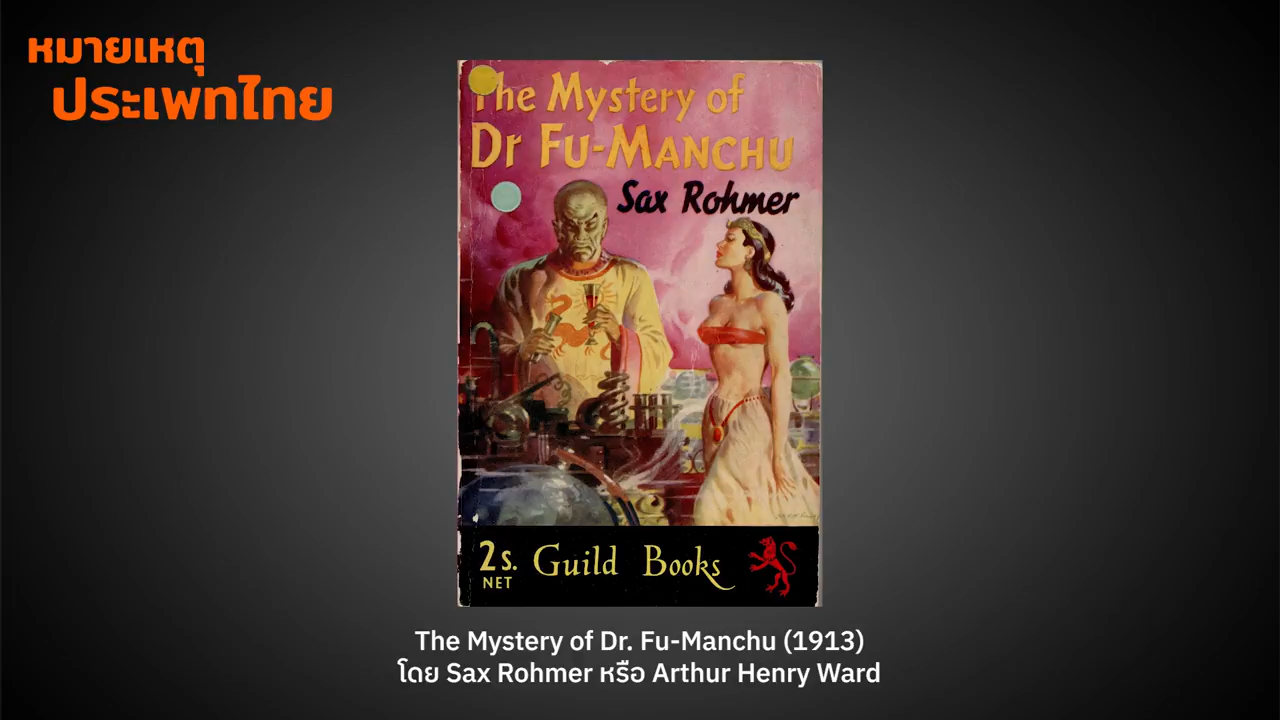 หมายเหตุ
ประเพทไทย
The Mystery of
Dr Fu-Manchu
Sax Rohmer
2s.
NET
Guild Books
The Mystery of Dr. Fu-Manchu (1913)
โดย Sax Rohmer หรือ Arthur Henry Ward